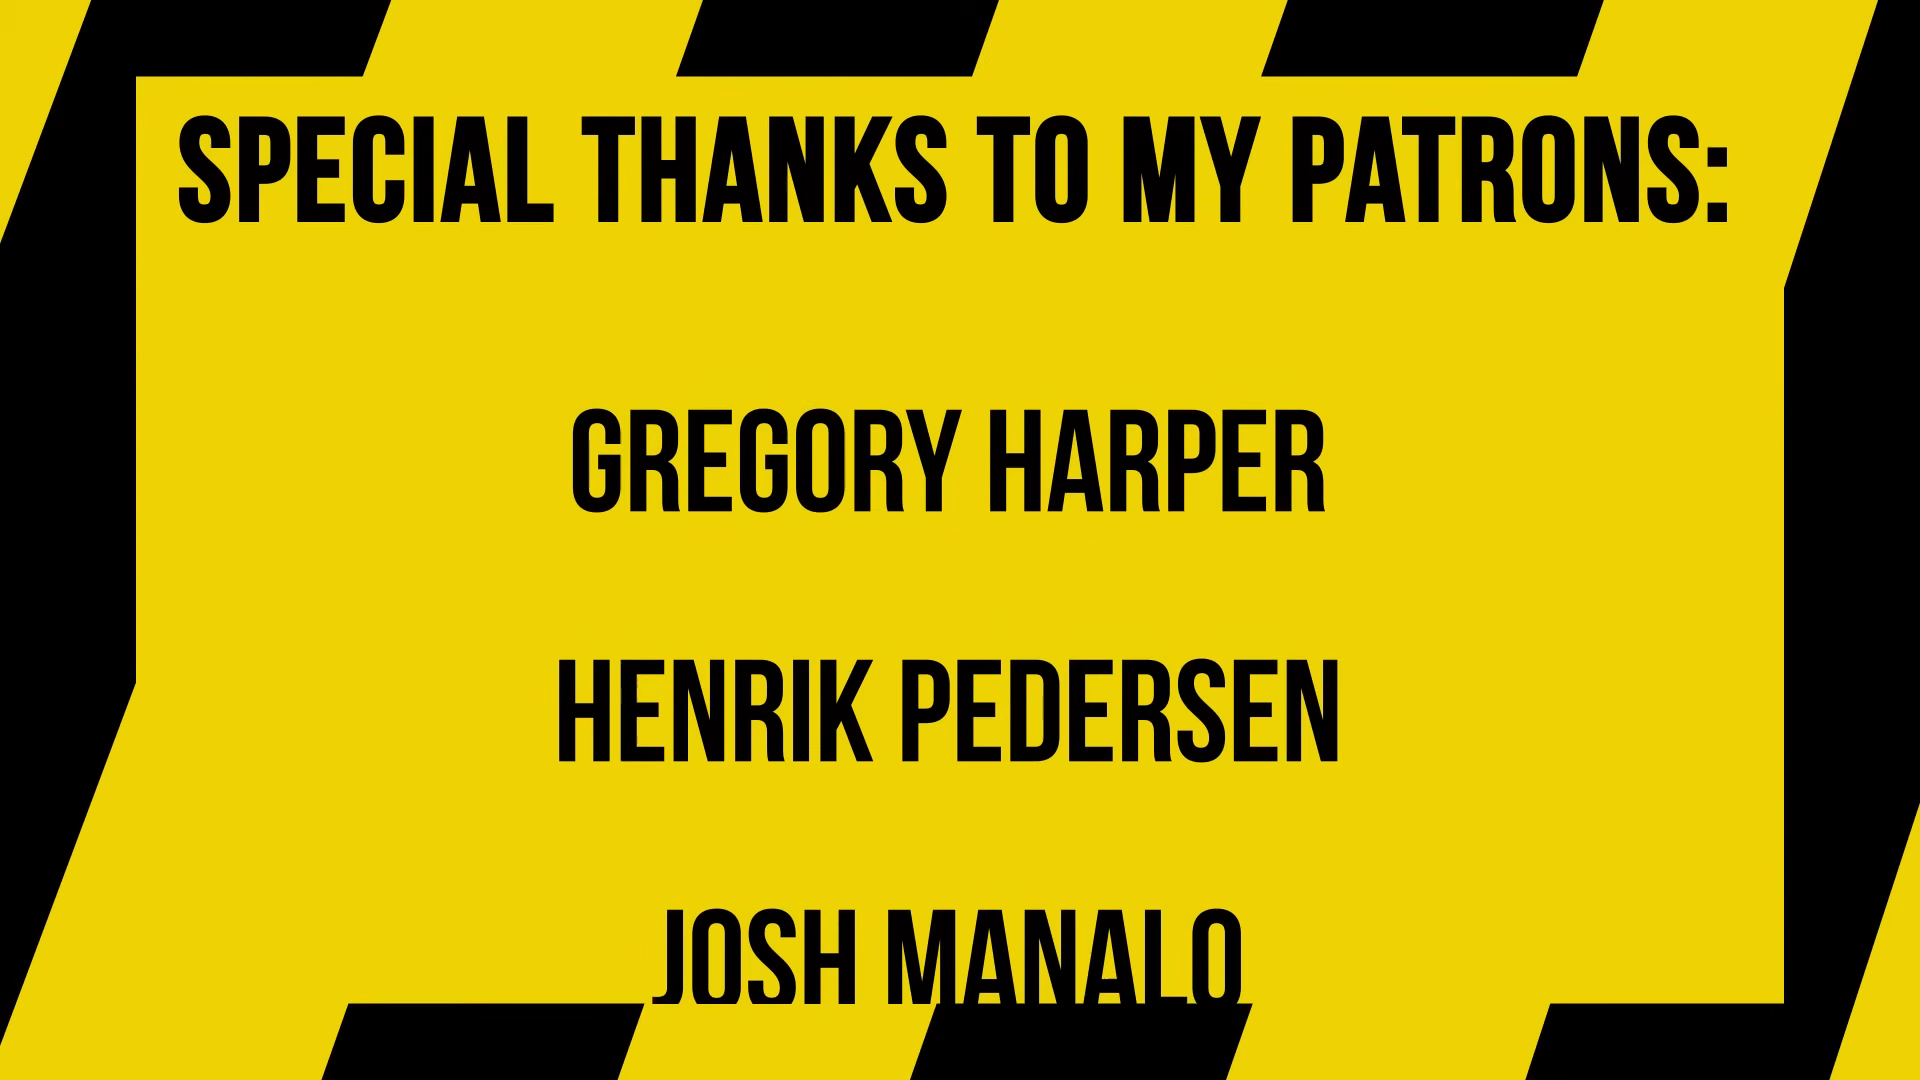 SPECIAL THANKS TO MY PATRONS:
GREGORY HARPER
HENRIK PEDERSEN
JOSH MANALO